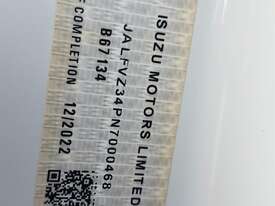 ISUZU MOTORS LIMITED
JALFVZ34PN7000468
B67134
F COMPLETION 12/2022